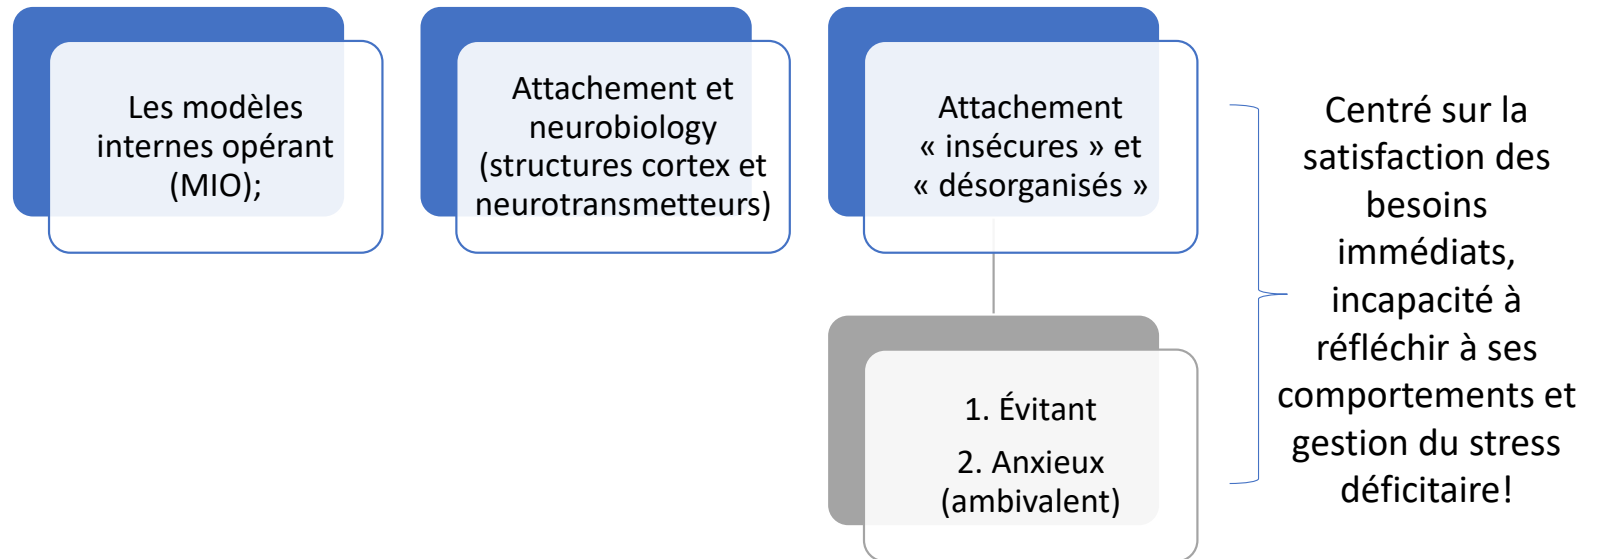 Les modèles
internes opérant
(MIO);
Attachement et
neurobiology
(structures cortex et
neurotransmetteurs)
Attachement
« insécures » et
« désorganisés »
1. Évitant
2. Anxieux
(ambivalent)
Centré sur la
satisfaction des
besoins
immédiats,
incapacité à
réfléchir à ses
comportements et
gestion du stress
déficitaire!